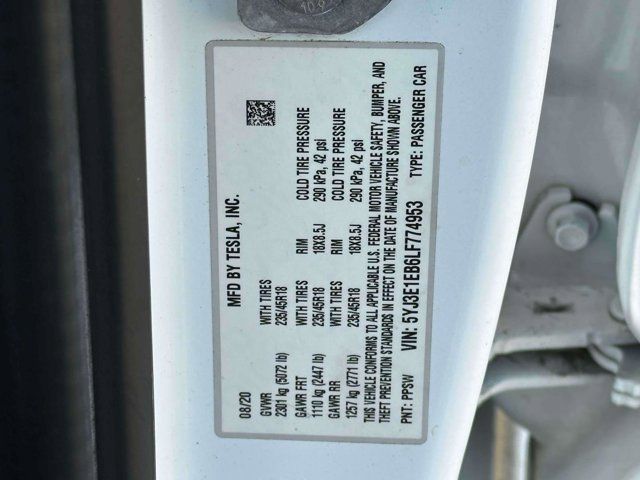 10.9
MFD BY TESLA, INC.
08/20
GVWR WITH TIRES RIM COLD TIRE PRESSURE
2301 kg (5072 lb) 235/45R18 18X8.5J 290 kPa, 42 psi
GAWR FRT WITH TIRES RIM COLD TIRE PRESSURE
1110 kg (2447 lb) 235/45R18 18X8.5J 290 kPa, 42 psi
GAWR RR
1257 kg (2771 lb)
THIS VEHICLE CONFORMS TO ALL APPLICABLE U.S. FEDERAL MOTOR VEHICLE SAFETY, BUMPER, AND
THEFT PREVENTION STANDARDS IN EFFECT ON THE DATE OF MANUFACTURE SHOWN ABOVE.
VIN: 5YJ3E1EB6LF774953 TYPE: PASSENGER CAR
PNT: PPSW